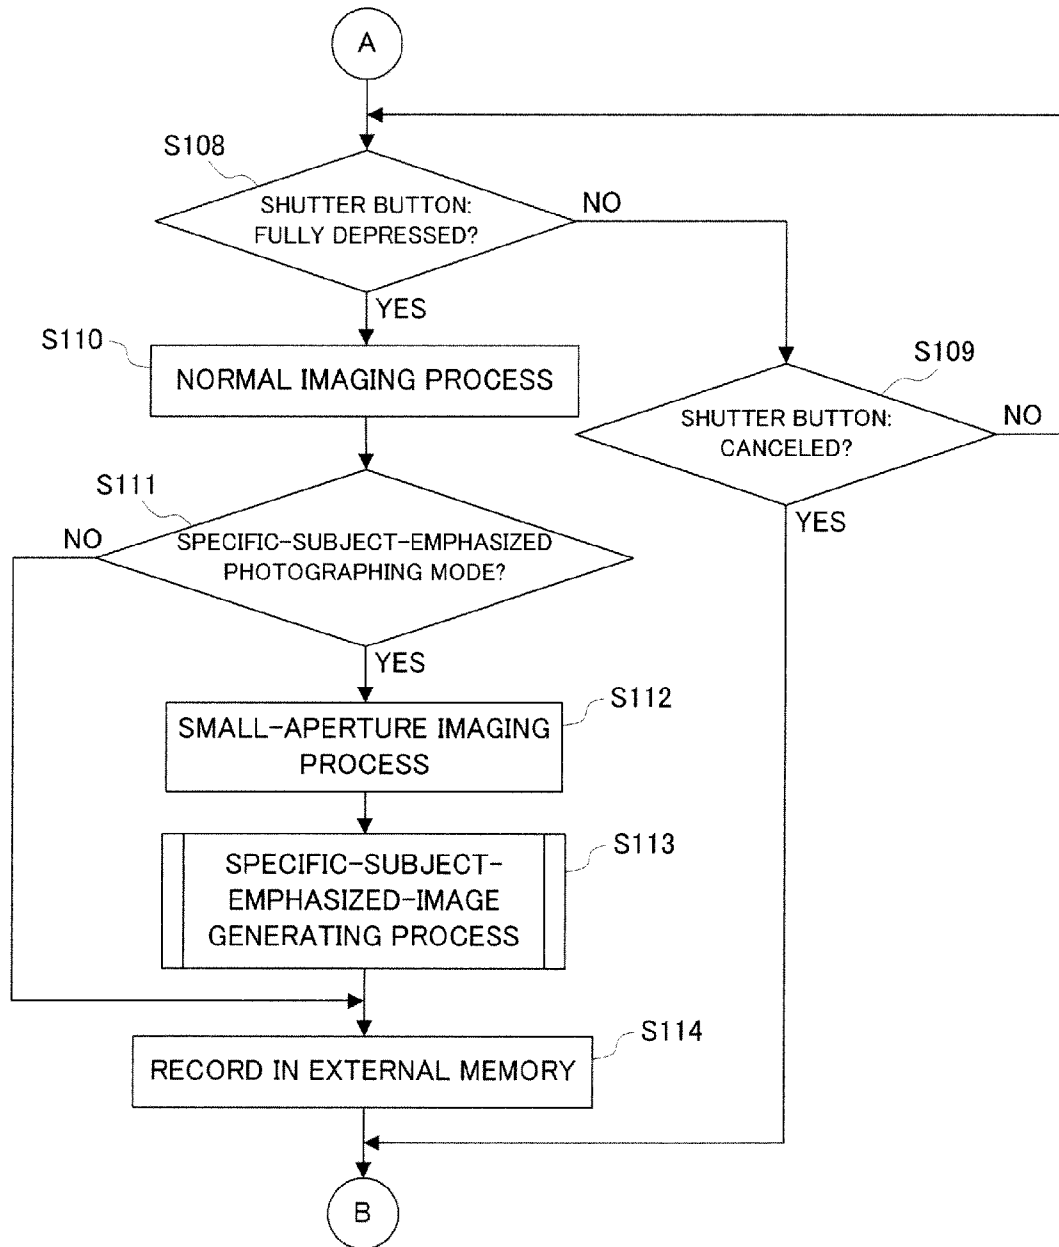 A
S108
SHUTTER BUTTON:
FULLY DEPRESSED?
NO
YES
S110
NORMAL IMAGING PROCESS
S109
SHUTTER BUTTON:
CANCELED?
NO
YES
S111
NO
SPECIFIC-SUBJECT-EMPHASIZED
PHOTOGRAPHING MODE?
YES
S112
SMALL-APERTURE IMAGING
PROCESS
S113
SPECIFIC-SUBJECT-
EMPHASIZED-IMAGE
GENERATING PROCESS
S114
RECORD IN EXTERNAL MEMORY
B